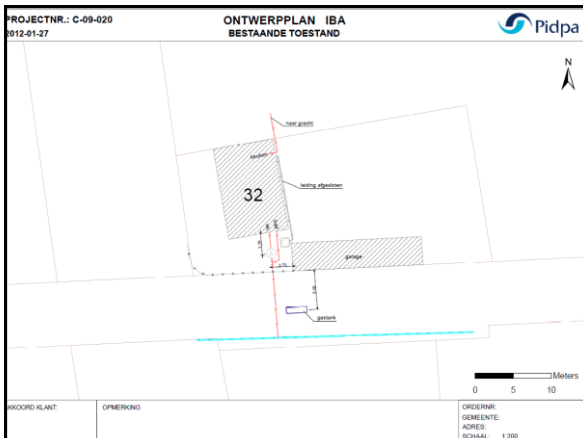 PROJECTNR.: C-09-020
2012-01-27
ONTWERPPLAN IBA
BESTAANDE TOESTAND
Pidpa
N
naar gracht
keuken
leiding afgesloten
32
garage
gastank
Meters
0 5 10
AKKOORD KLANT:
OPMERKING
ORDERNR:
GEMEENTE:
ADRES:
SCHAAL: 1:200